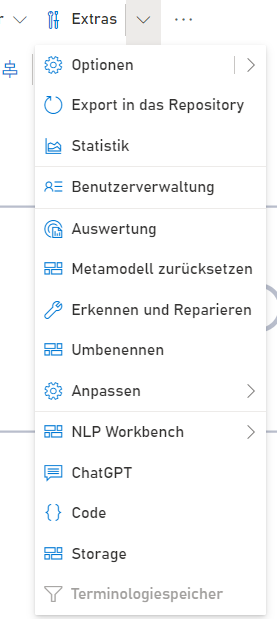 Extras
Optionen
Export in das Repository
Statistik
Benutzerverwaltung
Auswertung
Metamodell zurücksetzen
Erkennen und Reparieren
Umbenennen
Anpassen
NLP Workbench
ChatGPT
Code
Storage
Terminologiespeicher